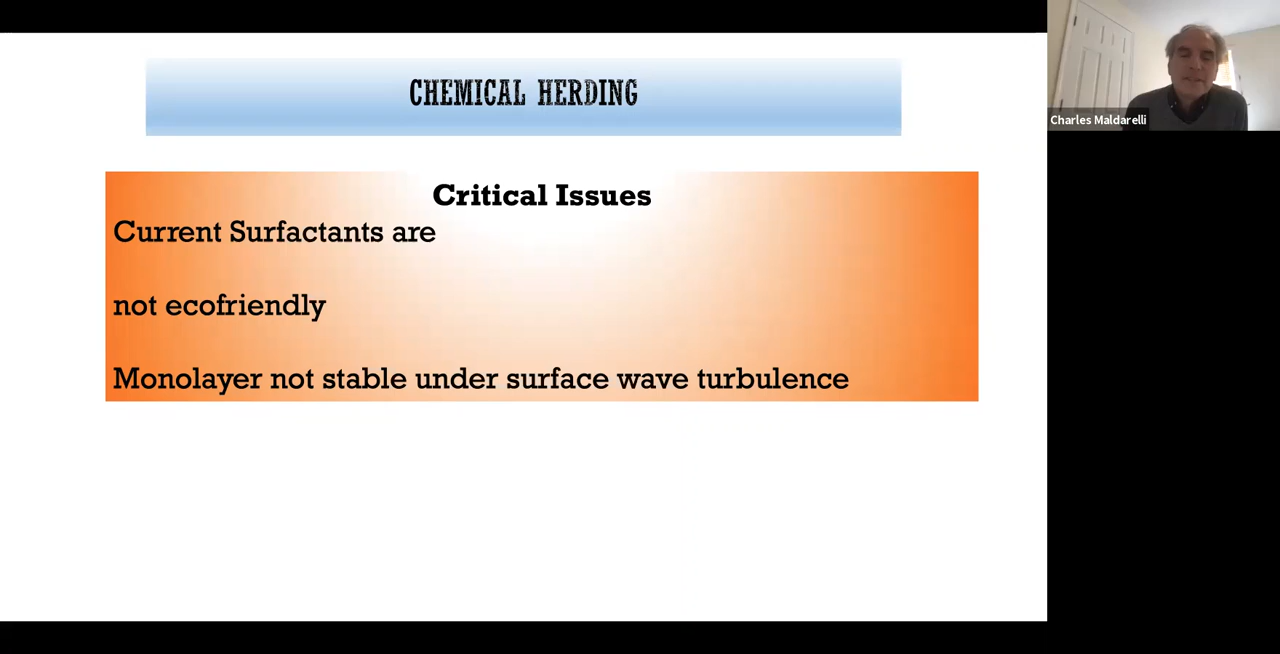 CHEMICAL HERDING
Critical Issues
Current Surfactants are
not ecofriendly
Monolayer not stable under surface wave turbulence
Charles Maldarelli